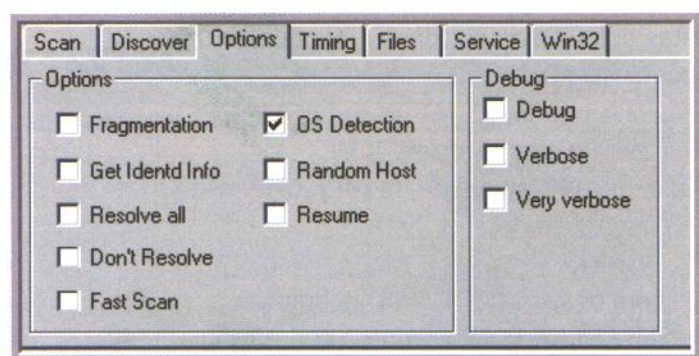 Scan Discover Options Timing Files Service Win32
Options
Fragmentation OS Detection
Get Identd Info Random Host
Resolve all Resume
Don't Resolve
Fast Scan
Debug
Debug
Verbose
Very verbose